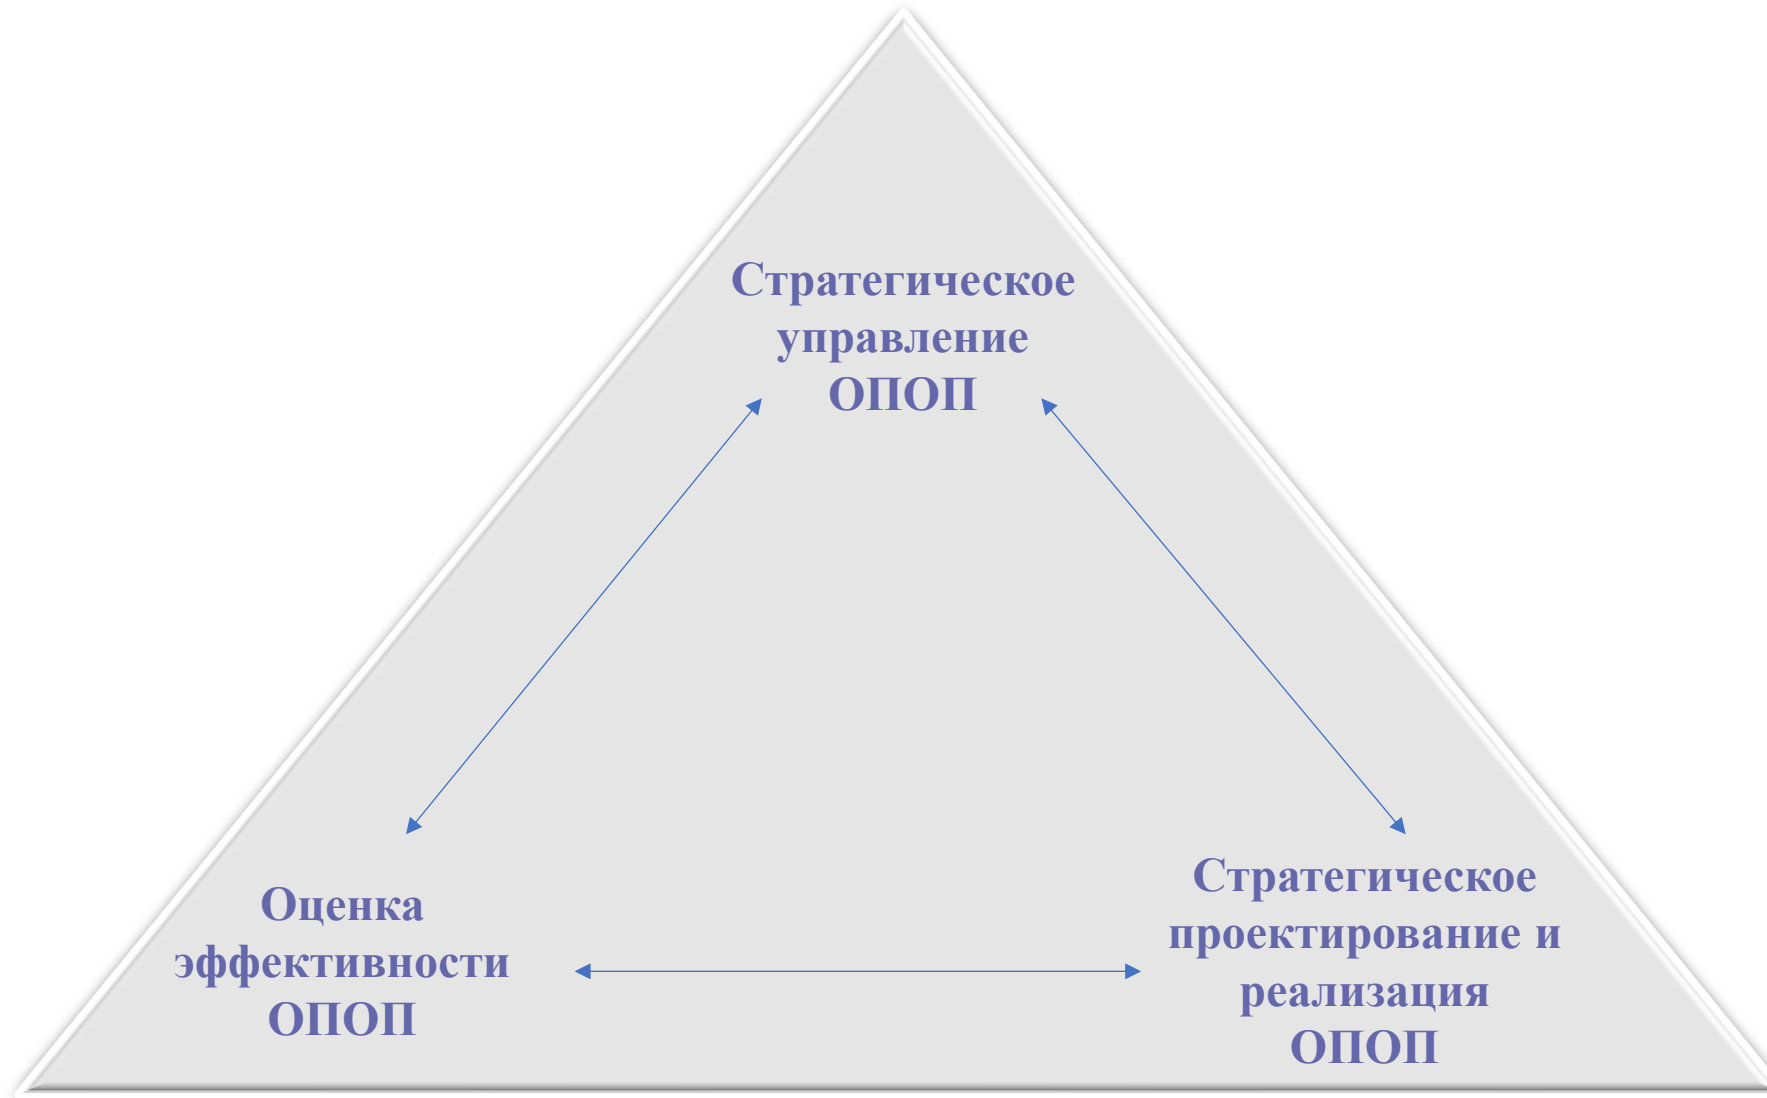 Стратегическое
управление
ОПОП
Оценка
эффективности
ОПОП
Стратегическое
проектирование и
реализация
ОПОП